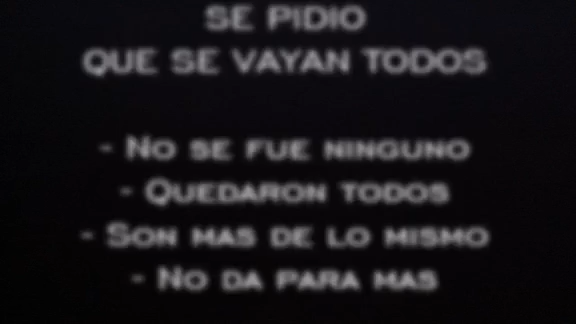 SE PIDIO
QUE SE VAYAN TODOS
- NO SE FUE NINGUNO
- QUEDARON TODOS
- SON MAS DE LO MISMO
- NO DA PARA MAS